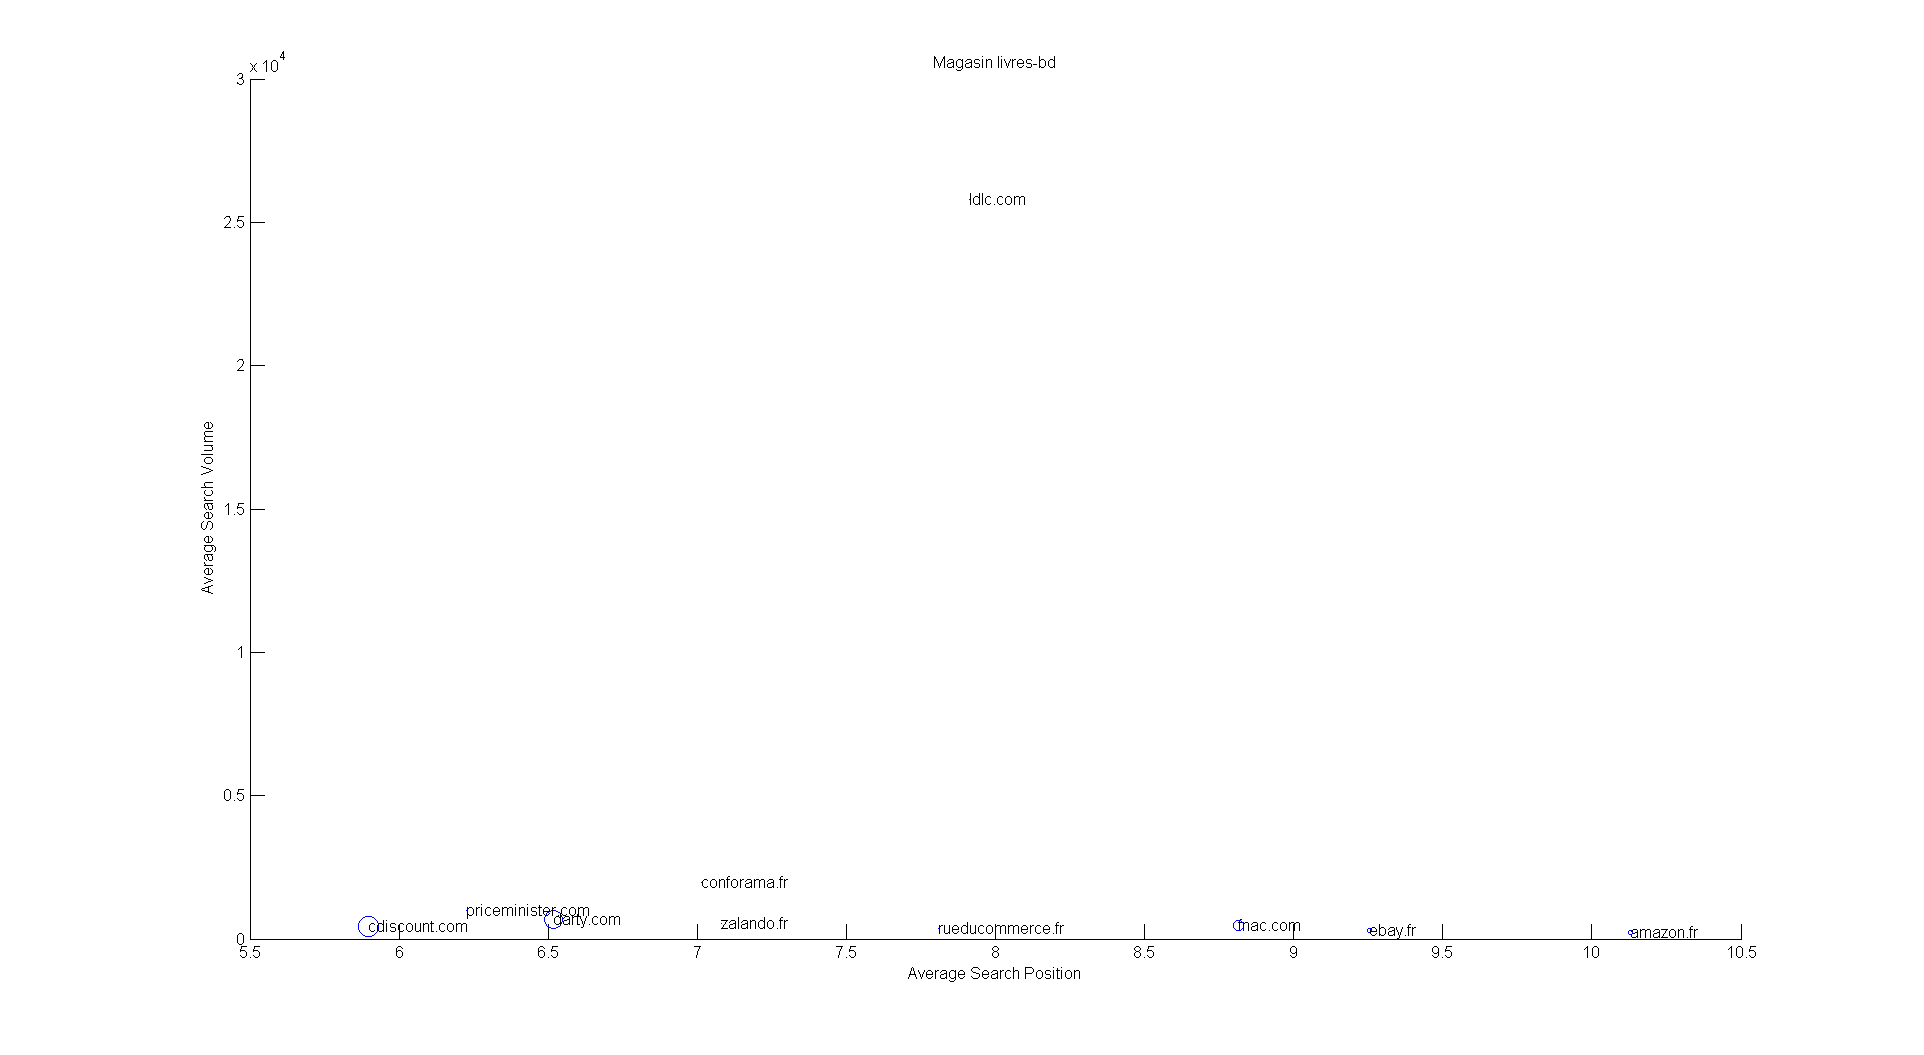 Magasin livres-bd
x 10^4
3
ldlc.com
2.5
2
Average Search Volume
1.5
1
0.5
conforama.fr
priceminister.com
darty.com
zalando.fr
fnac.com
cdiscount.com
rueducommerce.fr
ebay.fr
amazon.fr
0
5.5 6 6.5 7 7.5 8 8.5 9 9.5 10 10.5
Average Search Position